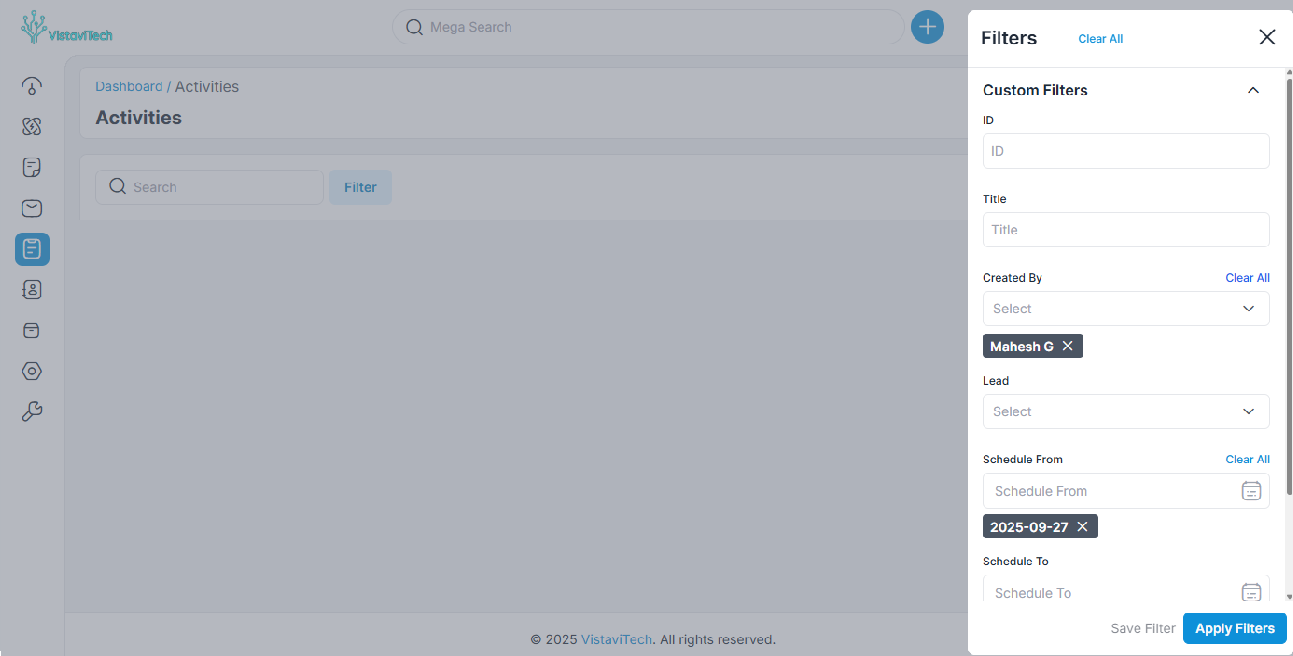 VistaviTech
Mega Search
Dashboard / Activities
Activities
Search
Filter
© 2025 VistaviTech. All rights reserved.
Filters
Clear All
Custom Filters
ID
ID
Title
Title
Created By
Clear All
Select
Mahesh G
Lead
Select
Schedule From
Clear All
Schedule From
2025-09-27
Schedule To
Schedule To
Save Filter
Apply Filters